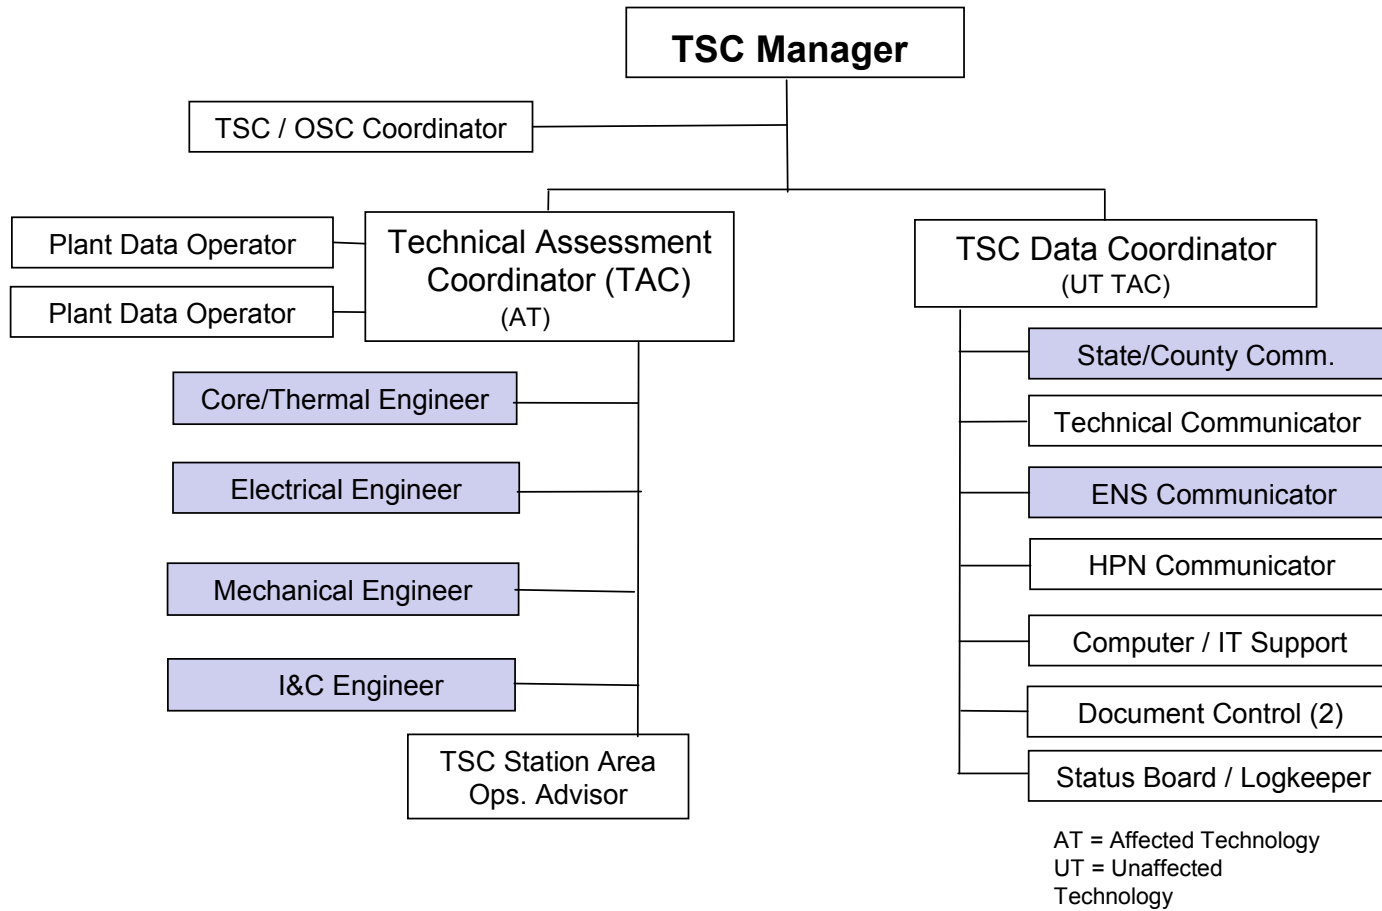 TSC Manager
TSC / OSC Coordinator
Plant Data Operator
Plant Data Operator
Technical Assessment
Coordinator (TAC)
(AT)
Core/Thermal Engineer
Electrical Engineer
Mechanical Engineer
I&C Engineer
TSC Station Area
Ops. Advisor
TSC Data Coordinator
(UT TAC)
State/County Comm.
Technical Communicator
ENS Communicator
HPN Communicator
Computer / IT Support
Document Control (2)
Status Board / Logkeeper
AT = Affected Technology
UT = Unaffected
Technology